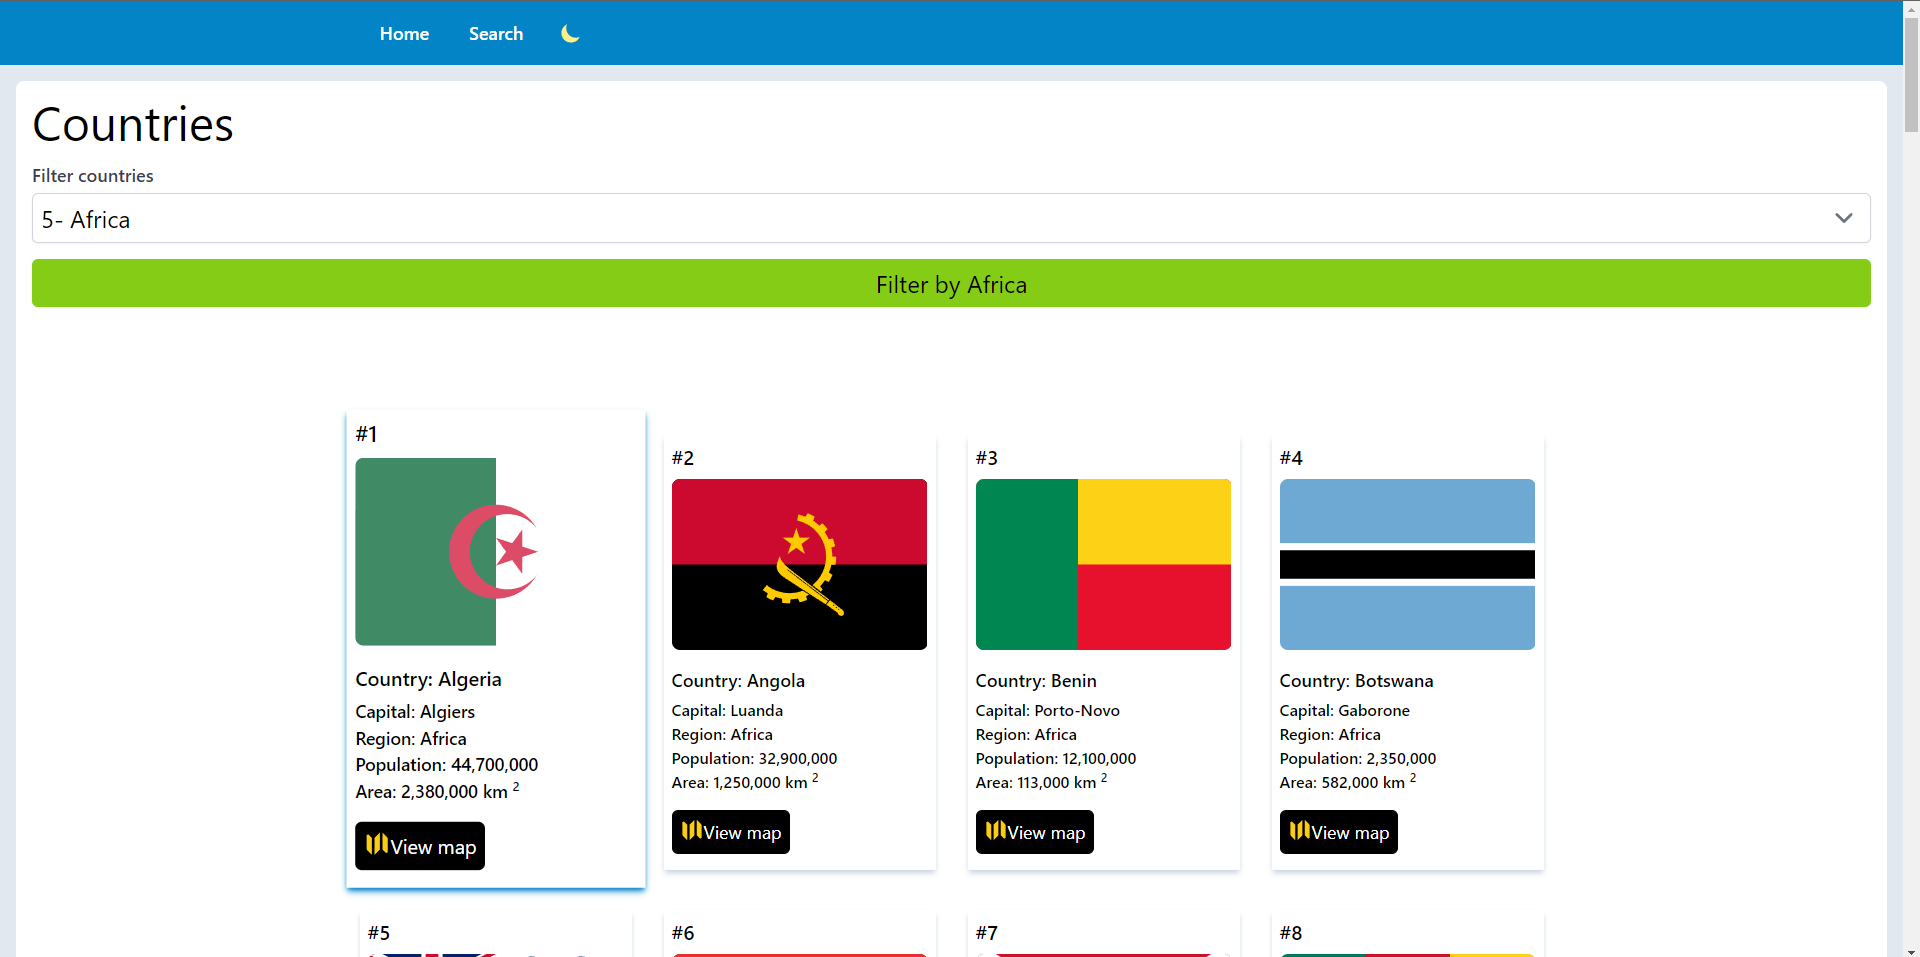 Home
Search
Countries
Filter countries
5- Africa
Filter by Africa
#1
Country: Algeria
Capital: Algiers
Region: Africa
Population: 44,700,000
Area: 2,380,000 km 2
View map
#2
Country: Angola
Capital: Luanda
Region: Africa
Population: 32,900,000
Area: 1,250,000 km 2
View map
#3
Country: Benin
Capital: Porto-Novo
Region: Africa
Population: 12,100,000
Area: 113,000 km 2
View map
#4
Country: Botswana
Capital: Gaborone
Region: Africa
Population: 2,350,000
Area: 582,000 km 2
View map
#5
#6
#7
#8